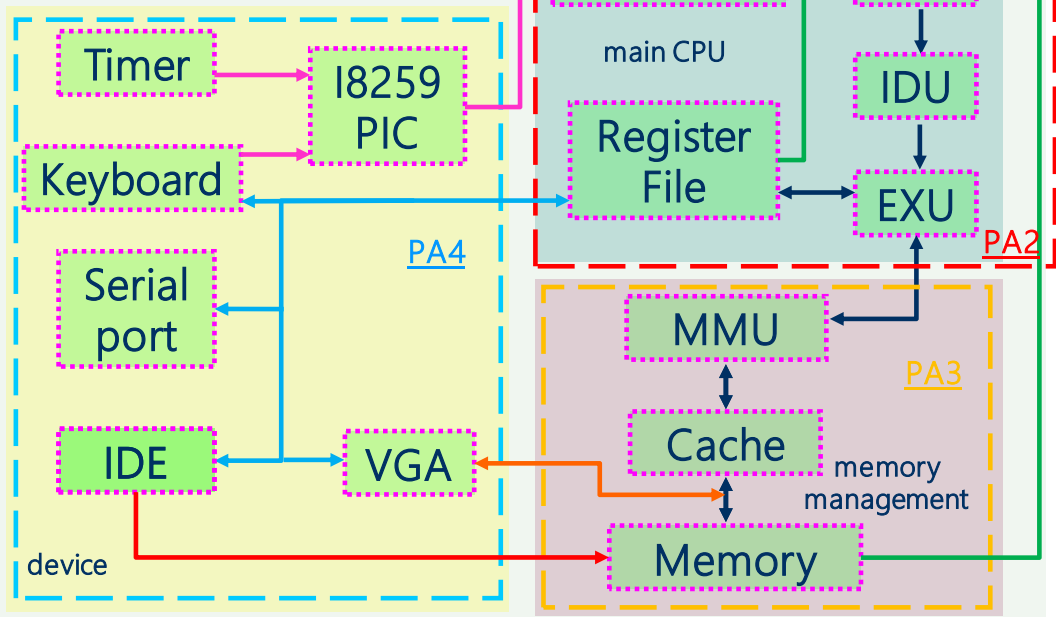 Timer
I8259
PIC
Keyboard
PA4
Serial
port
IDE
VGA
device
main CPU
IDU
Register
File
EXU
PA2
MMU
PA3
Cache
memory
management
Memory